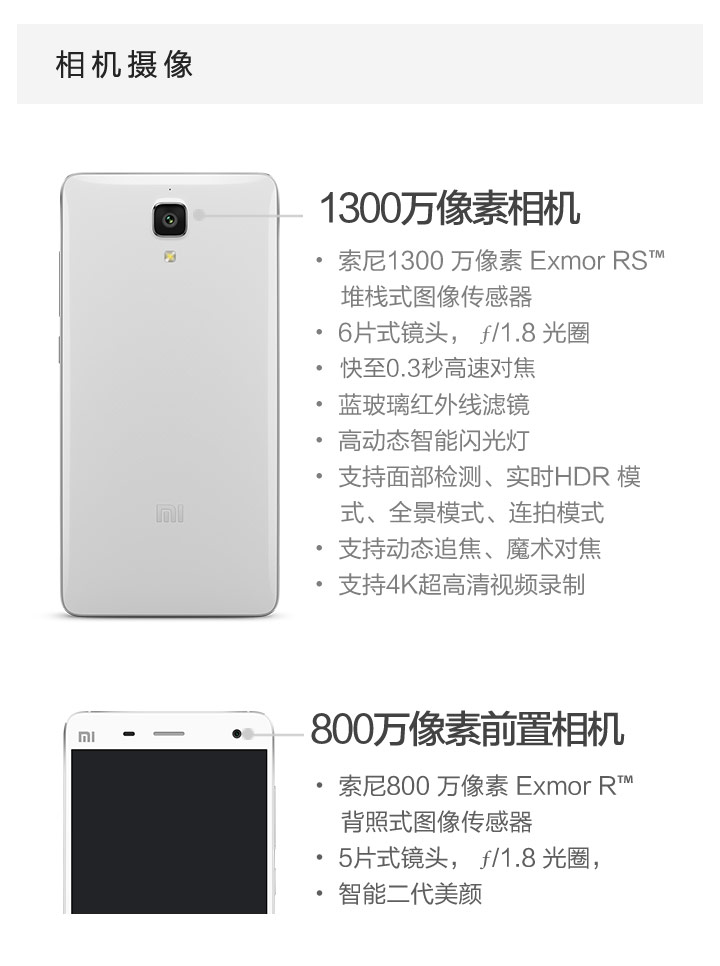 相机摄像
1300万像素相机
• 索尼1300 万像素 Exmor RS™
堆栈式图像传感器
• 6片式镜头， ƒ/1.8 光圈
• 快至0.3秒高速对焦
• 蓝玻璃红外线滤镜
• 高动态智能闪光灯
• 支持面部检测、实时HDR 模
式、全景模式、连拍模式
• 支持动态追焦、魔术对焦
• 支持4K超高清视频录制
mi
mi
800万像素前置相机
• 索尼800 万像素 Exmor R™
背照式图像传感器
• 5片式镜头， ƒ/1.8 光圈，
• 智能二代美颜